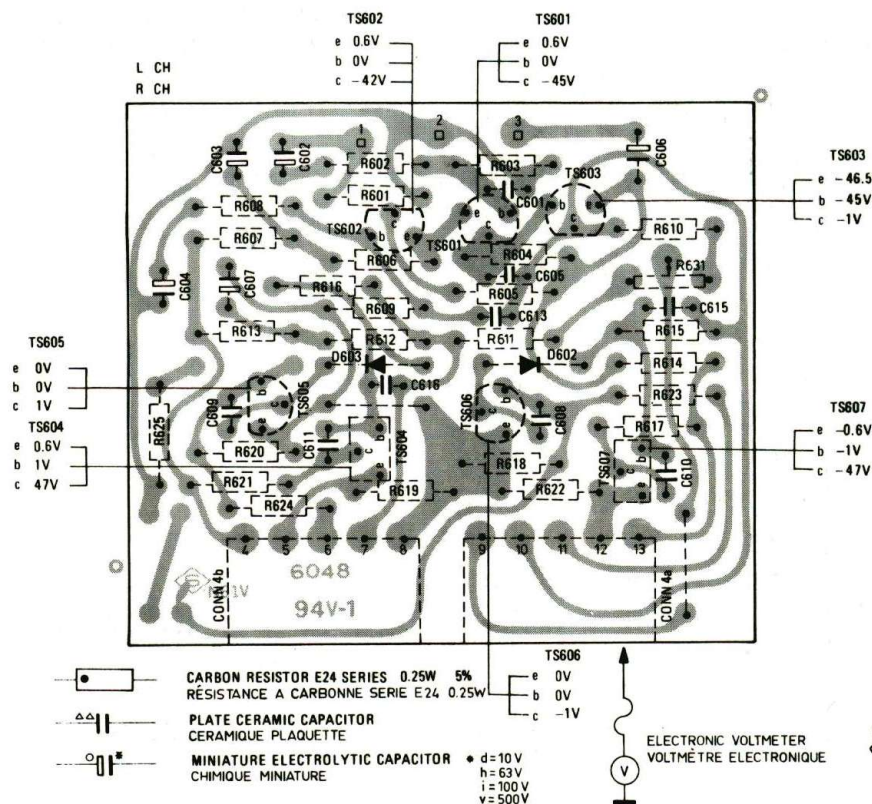 TS602
e 0.6V
b 0V
c -42V
TS601
e 0.6V
b 0V
c -45V
L CH
R CH
TS603
e -46.5
b -45V
c -1V
1
2
3
C603
C602
R602
R603
C606
R601
C601
TS603
b
e
c
R608
TS602
c
b
e
e
b
c
TS601
R610
R607
R604
R606
C605
R631
C604
C607
R616
R605
R609
C613
C615
R613
R612
R611
R615
TS605
e 0V
b 0V
c 1V
D603
D602
R614
C616
R623
TS604
e 0.6V
b 1V
c 47V
R625
C609
b
c
e
TS605
TS606
b
c
e
C608
R617
TS607
e -0.6V
b -1V
c -47V
R620
C611
b
c
e
TS604
R618
TS607
b
c
e
C610
R621
R619
R622
R624
4
5
6
7
8
9
10
11
12
13
CONN 4b
6048
94V-1
CONN 4a
S
1V
TS606
e 0V
b 0V
c -1V
CARBON RESISTOR E24 SERIES 0.25W 5%
RÉSISTANCE A CARBONNE SERIE E24 0.25W
PLATE CERAMIC CAPACITOR
CERAMIQUE PLAQUETTE
MINIATURE ELECTROLYTIC CAPACITOR
CHIMIQUE MINIATURE
d=10V
h=63V
i=100V
v=500V
ELECTRONIC VOLTMETER
VOLTMÈTRE ELECTRONIQUE
V